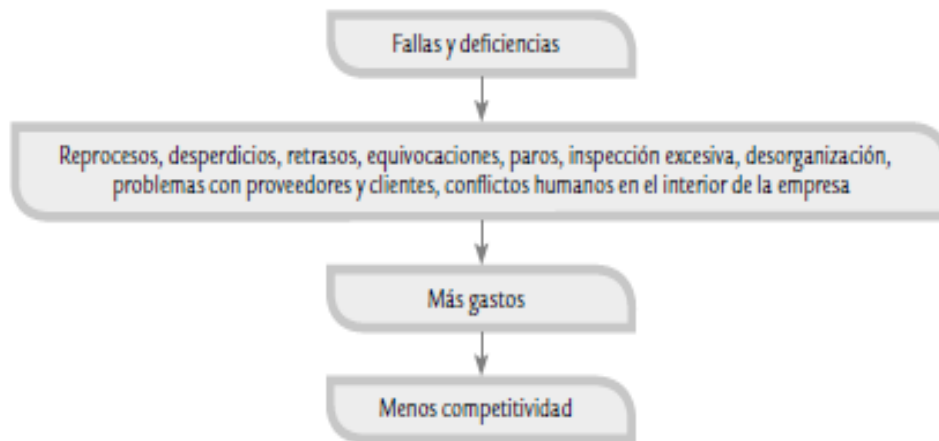 Fallas y deficiencias
Reprocesos, desperdicios, retrasos, equivocaciones, paros, inspección excesiva, desorganización,
problemas con proveedores y clientes, conflictos humanos en el interior de la empresa
Más gastos
Menos competitividad